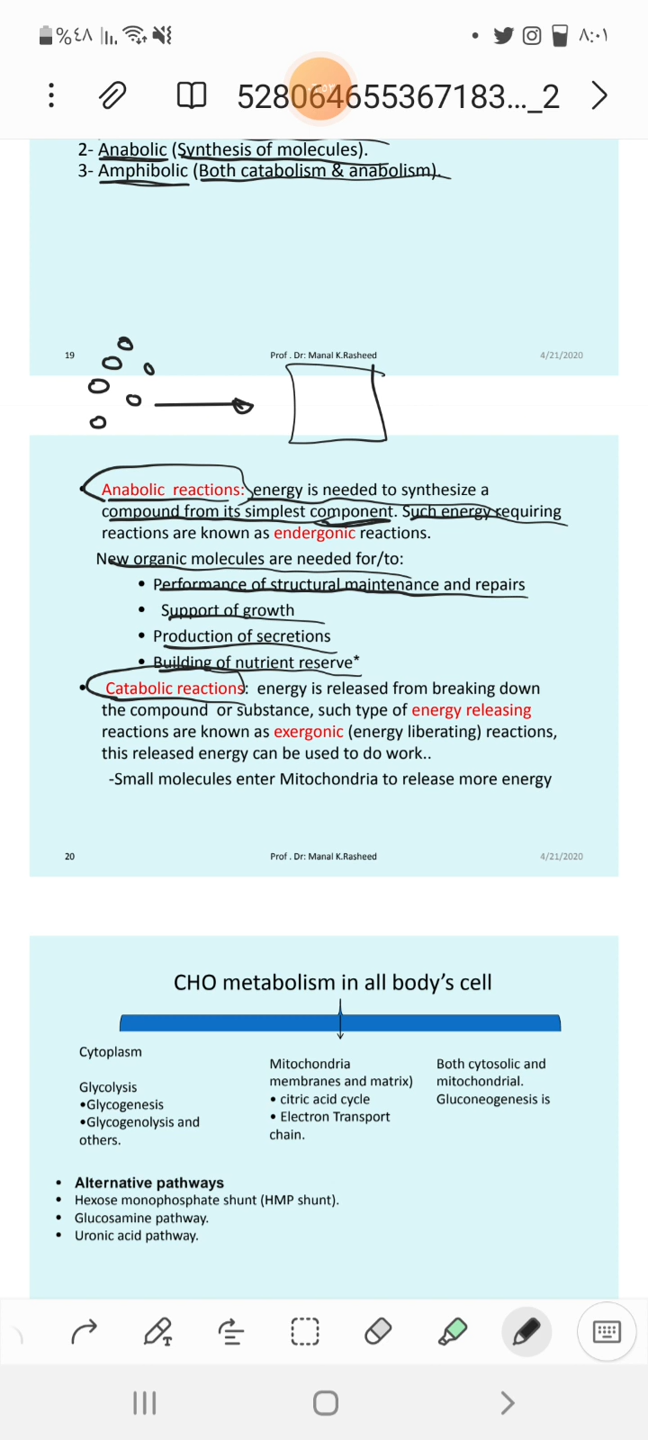 %٤٨
٨:٠١
528064655367183..._2
2- Anabolic (Synthesis of molecules).
3- Amphibolic (Both catabolism & anabolism).
19 Prof . Dr: Manal K.Rasheed 4/21/2020
Anabolic reactions: energy is needed to synthesize a
compound from its simplest component. Such energy requiring
reactions are known as endergonic reactions.
New organic molecules are needed for/to:
• Performance of structural maintenance and repairs
• Support of growth
• Production of secretions
• Building of nutrient reserve*
• Catabolic reactions: energy is released from breaking down
the compound or substance, such type of energy releasing
reactions are known as exergonic (energy liberating) reactions,
this released energy can be used to do work..
-Small molecules enter Mitochondria to release more energy
20 Prof . Dr: Manal K.Rasheed 4/21/2020
CHO metabolism in all body's cell
Cytoplasm
Glycolysis
•Glycogenesis
•Glycogenolysis and
others.
Mitochondria
membranes and matrix)
• citric acid cycle
• Electron Transport
chain.
Both cytosolic and
mitochondrial.
Gluconeogenesis is
• Alternative pathways
• Hexose monophosphate shunt (HMP shunt).
• Glucosamine pathway.
• Uronic acid pathway.